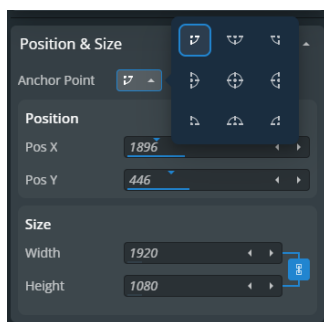 Position & Size
Anchor Point
Position
Pos X 1896
Pos Y 446
Size
Width 1920
Height 1080